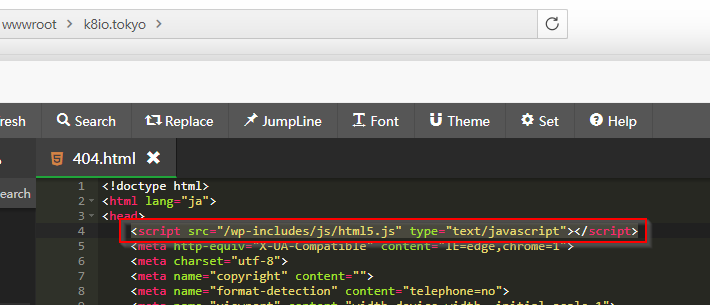 wwwroot > k8io.tokyo >
resh Search Replace JumpLine Font Theme Set Help
404.html
earch
1 <!doctype html>
2 <html lang="ja">
3 <head>
4 <script src="/wp-includes/js/html5.js" type="text/javascript"></script>
5 <meta http-equiv="X-UA-Compatible" content="IE=edge,chrome=1">
6 <meta charset="utf-8">
7 <meta name="copyright" content="">
8 <meta name="format-detection" content="telephone=no">